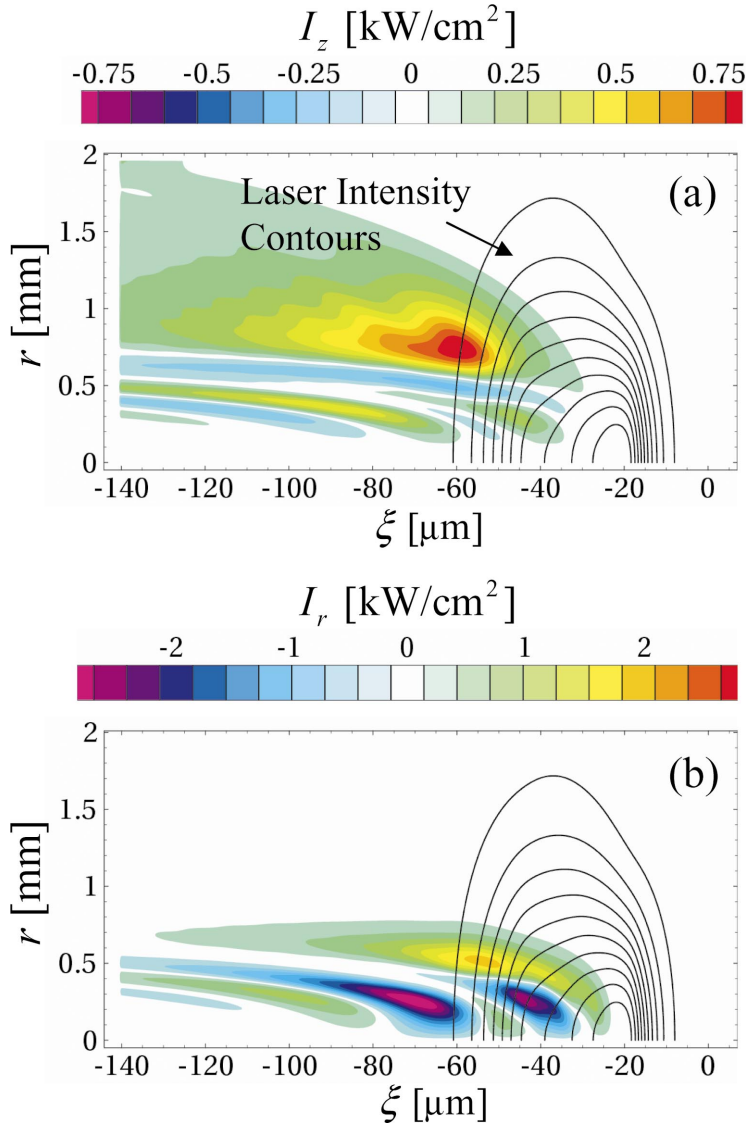 I_z [kW/cm²]
-0.75 -0.5 -0.25 0 0.25 0.5 0.75
2
1.5
1
0.5
0
r [mm]
Laser Intensity
Contours
(a)
-140 -120 -100 -80 -60 -40 -20 0
ξ [µm]
I_r [kW/cm²]
-2 -1 0 1 2
2
1.5
1
0.5
0
r [mm]
(b)
-140 -120 -100 -80 -60 -40 -20 0
ξ [µm]